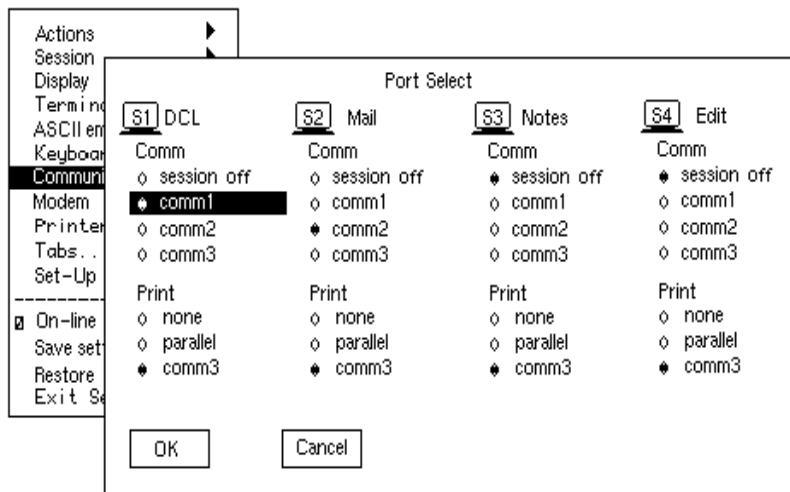 Actions
Session
Display
ASCII em
Modem
Tabs..
Set-Up
On-line
Restore
Port Select
S1 DCL
S2 Mail
S3 Notes
S4 Edit
Comm
session off
comm1
comm2
comm3
Print
none
parallel
comm3
Comm
session off
comm1
comm2
comm3
Print
none
parallel
comm3
Comm
session off
comm1
comm2
comm3
Print
none
parallel
comm3
Comm
session off
comm1
comm2
comm3
Print
none
parallel
comm3
OK
Cancel